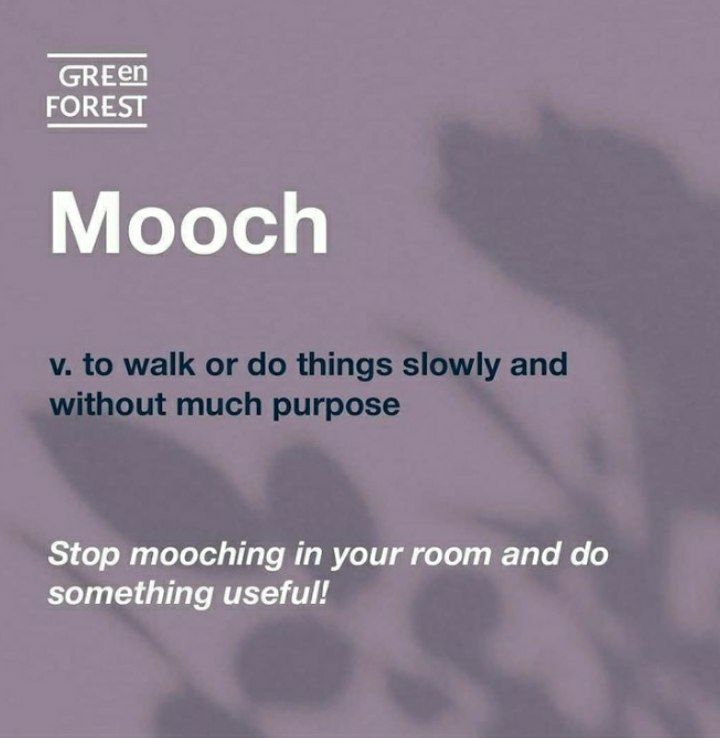 GREen
FOREST
Mooch
v. to walk or do things slowly and
without much purpose
Stop mooching in your room and do
something useful!